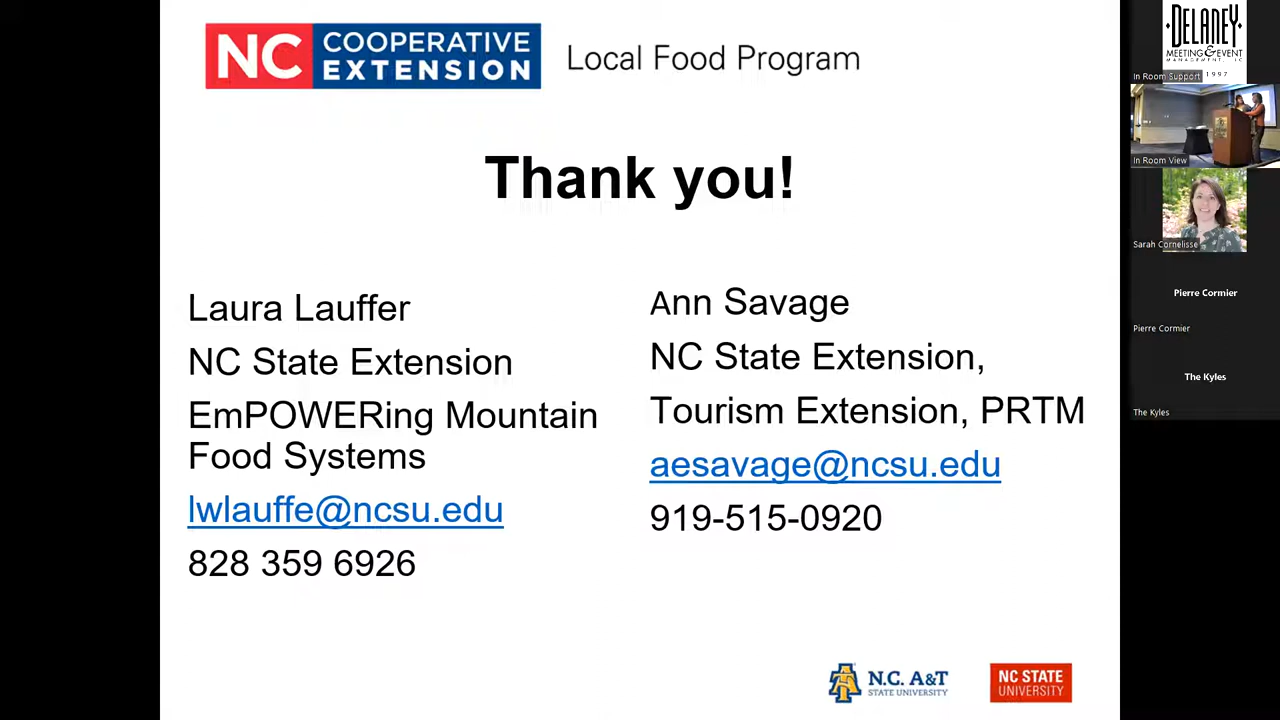 NC COOPERATIVE EXTENSION
Local Food Program
Thank you!
Laura Lauffer
NC State Extension
EmPOWERing Mountain
Food Systems
lwlauffe@ncsu.edu
828 359 6926
Ann Savage
NC State Extension,
Tourism Extension, PRTM
aesavage@ncsu.edu
919-515-0920
N.C. A&T
STATE UNIVERSITY
NC STATE
UNIVERSITY
DELANEY
MEETING & EVENT
MANAGEMENT, LLC
1997
In Room Support
In Room View
Sarah Cornelisse
Pierre Cormier
Pierre Cormier
The Kyles
The Kyles